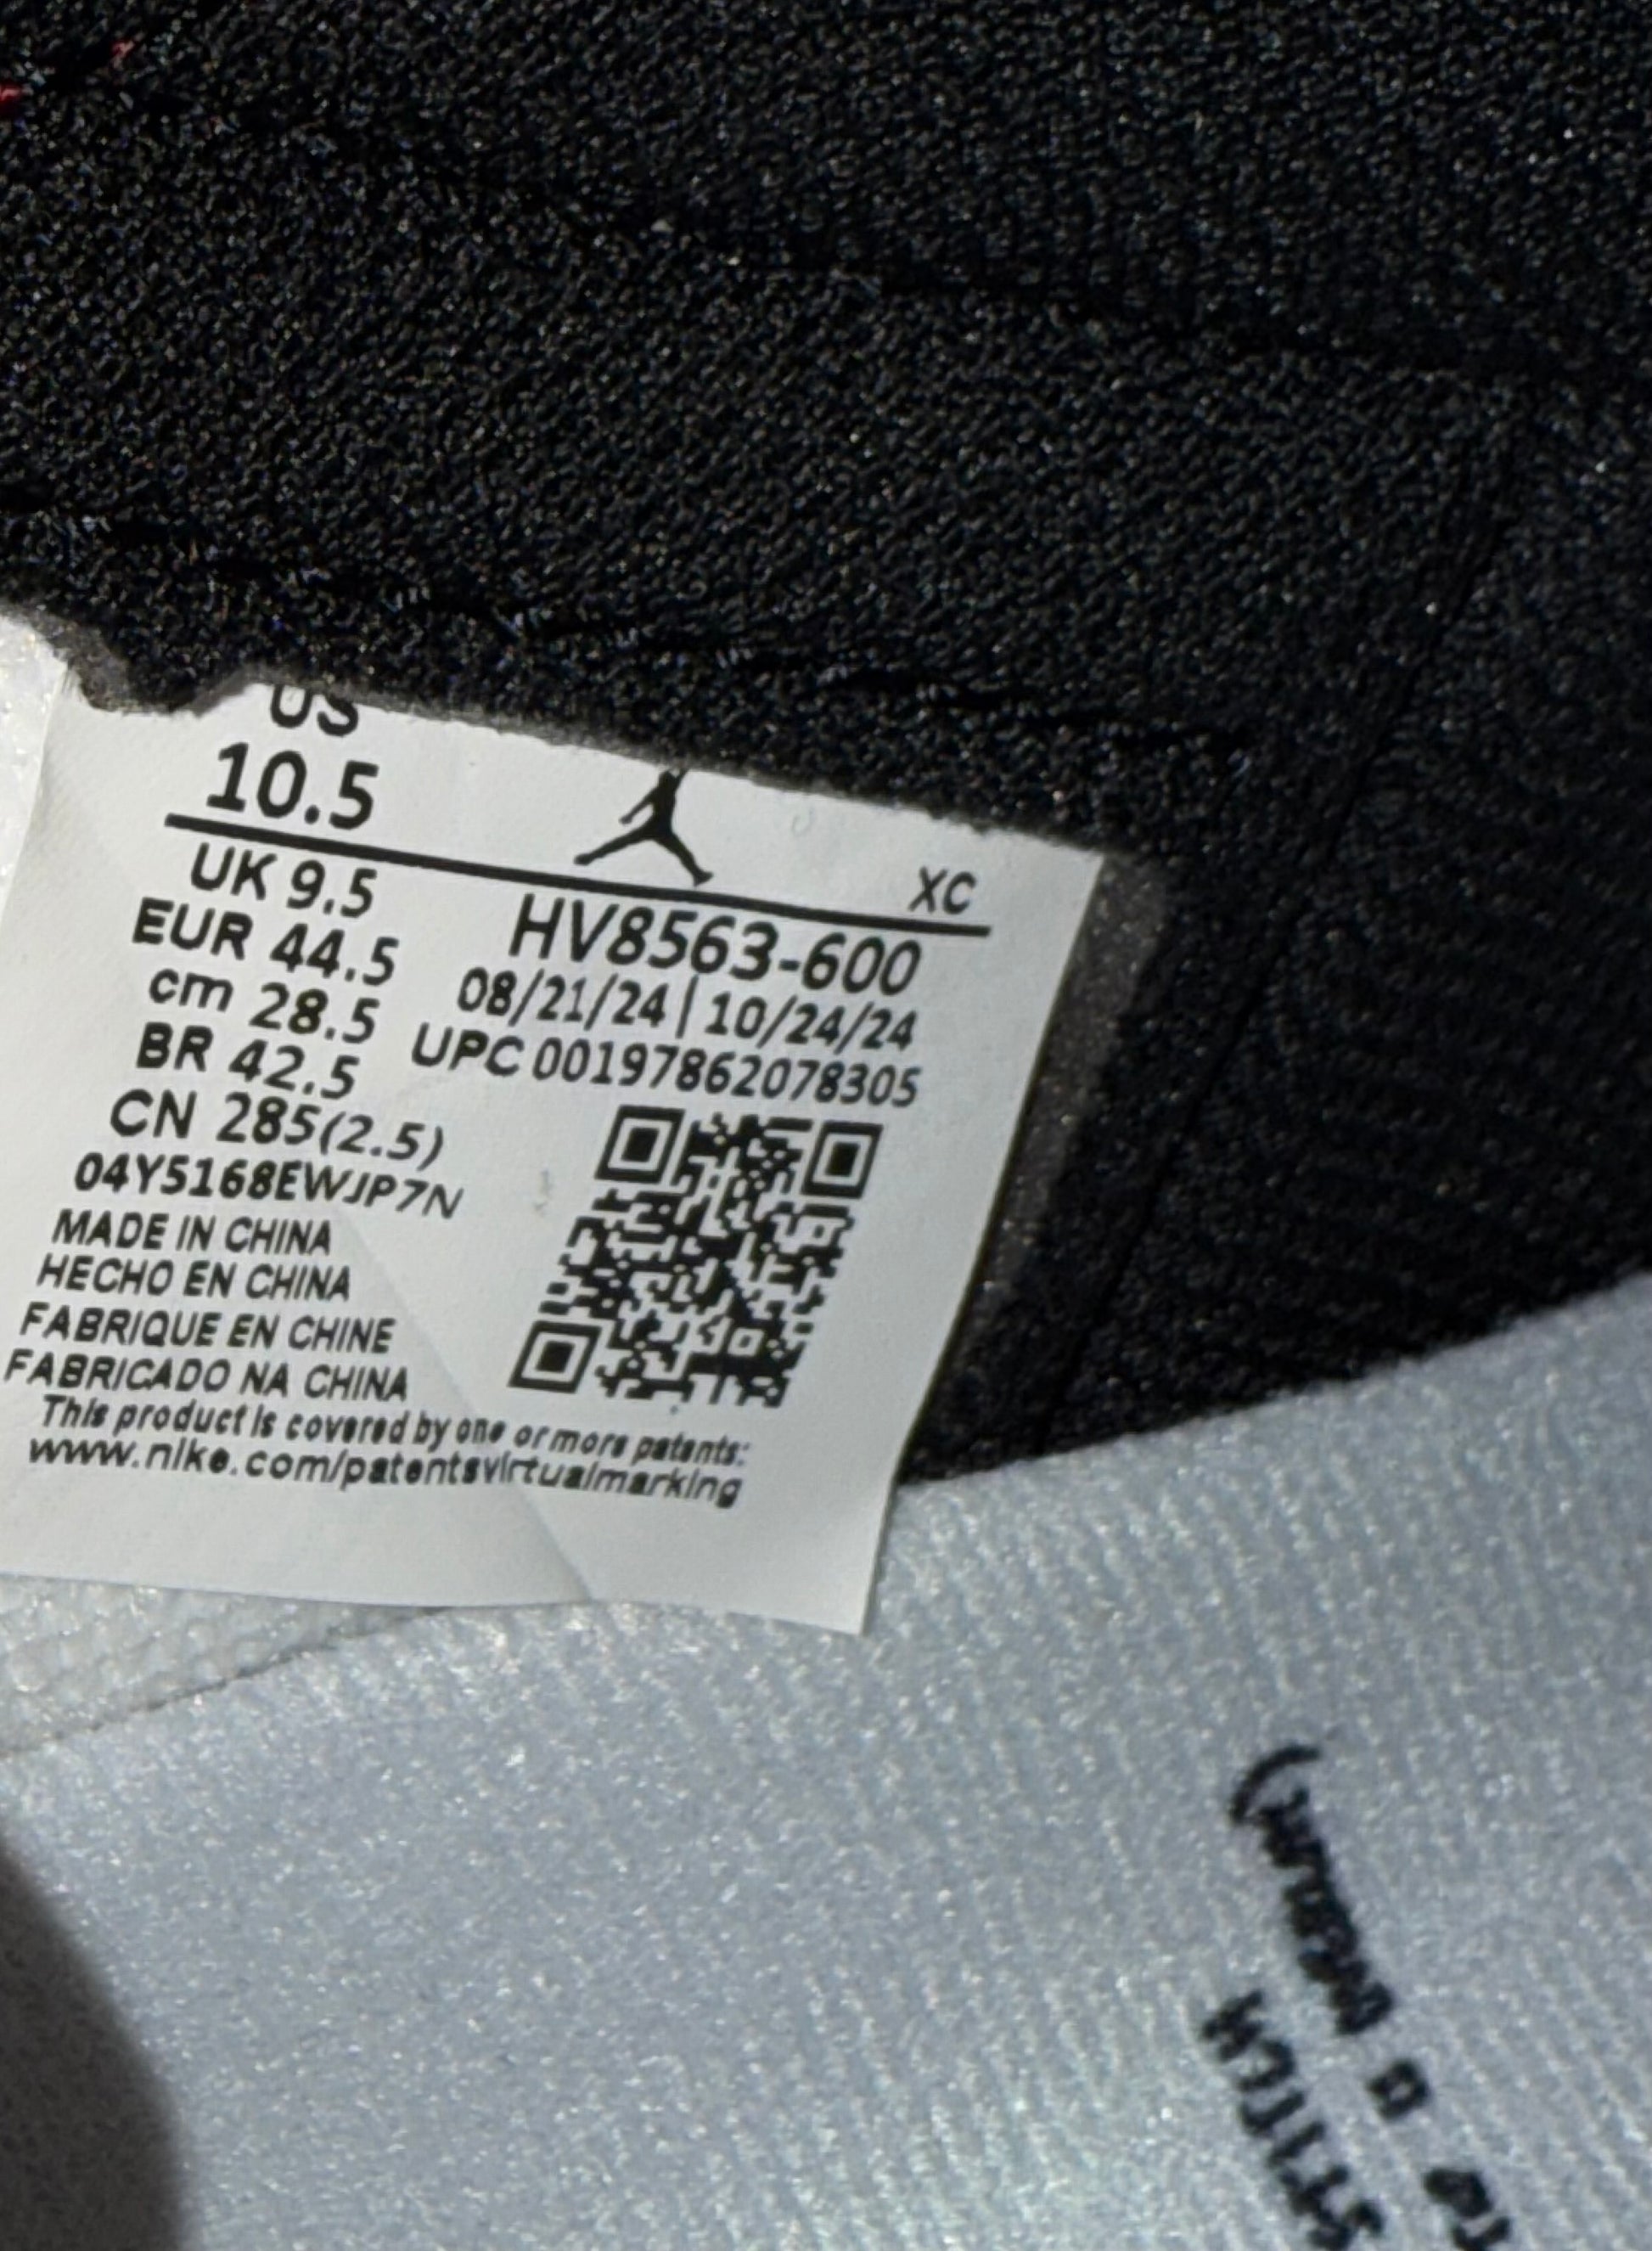 US
10.5
XC
UK 9.5
EUR 44.5
cm 28.5
BR 42.5
CN 285(2.5)
04Y5168EWJP7N
HV8563-600
08/21/24 | 10/24/24
UPC 00197862078305
MADE IN CHINA
HECHO EN CHINA
FABRIQUE EN CHINE
FABRICADO NA CHINA
This product is covered by one or more patents:
www.nike.com/patentsvirtualmarking